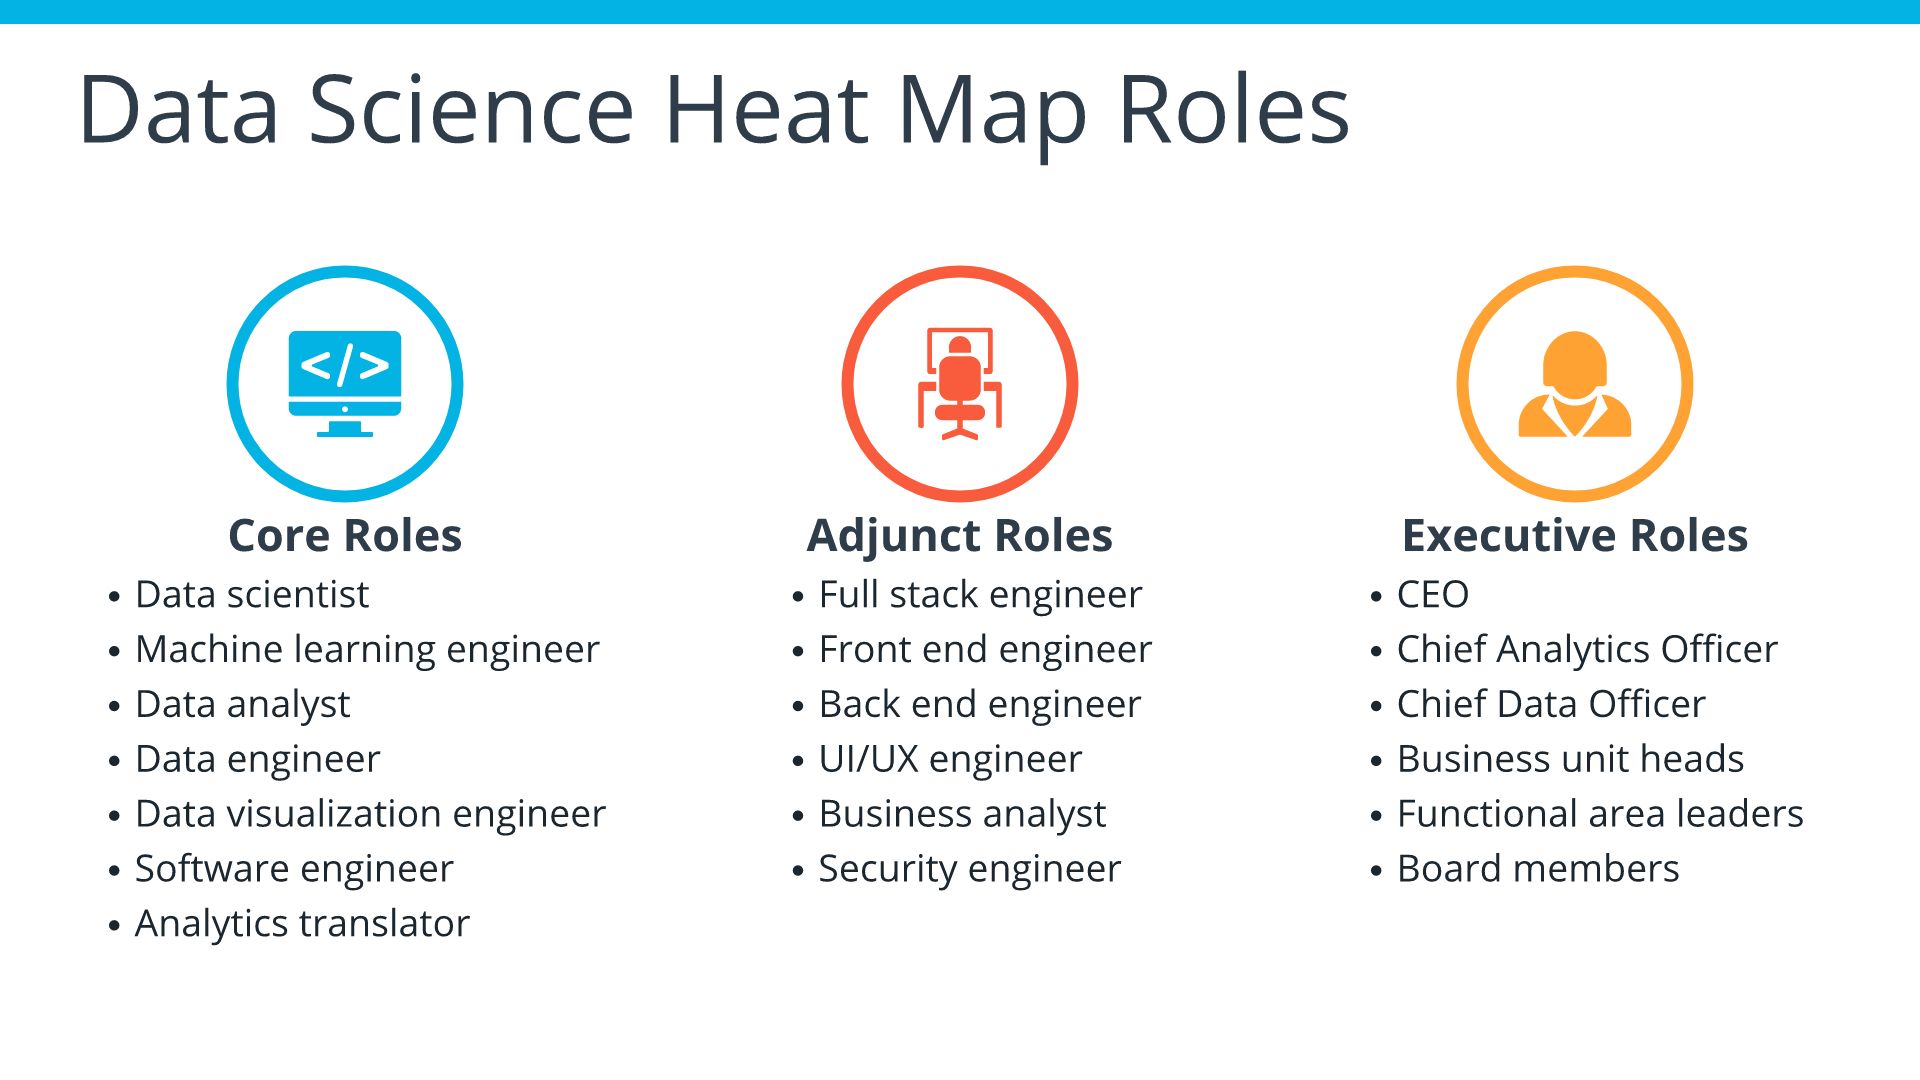 Data Science Heat Map Roles
</>
Core Roles
• Data scientist
• Machine learning engineer
• Data analyst
• Data engineer
• Data visualization engineer
• Software engineer
• Analytics translator
Adjunct Roles
• Full stack engineer
• Front end engineer
• Back end engineer
• UI/UX engineer
• Business analyst
• Security engineer
Executive Roles
• CEO
• Chief Analytics Officer
• Chief Data Officer
• Business unit heads
• Functional area leaders
• Board members